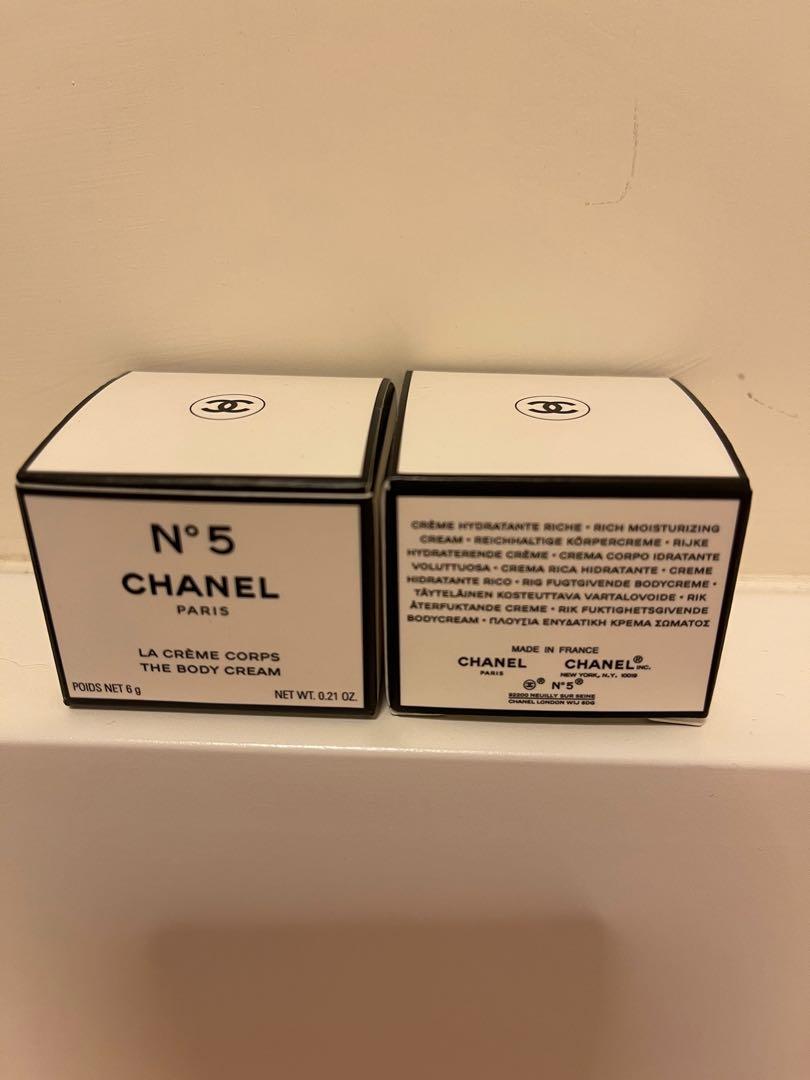 N°5
CHANEL
PARIS
LA CRÈME CORPS
THE BODY CREAM
POIDS NET 6 g
NET WT. 0.21 OZ.
CRÈME HYDRATANTE RICHE • RICH MOISTURIZING
CREAM • REICHHALTIGE KÖRPERCREME • RIJKE
HYDRATERENDE CRÈME • CREMA CORPO IDRATANTE
VOLUTTUOSA • CREMA RICA HIDRATANTE • CREME
HIDRATANTE RICO • RIG FUGTGIVENDE BODYCREME •
TÄYTELÄINEN KOSTEUTTAVA VARTALOVOIDE • RIK
ÅTERFUKTANDE CREME • RIK FUKTIGHETSGIVENDE
BODYCREAM • ΠΛΟΥΣΙΑ ΕΝΥΔΑΤΙΚΗ ΚΡΕΜΑ ΣΩΜΑΤΟΣ
MADE IN FRANCE
CHANEL CHANEL® INC.
PARIS NEW YORK, N.Y. 10019
® N°5®
92200 NEUILLY SUR SEINE
CHANEL LONDON W1J 6DG